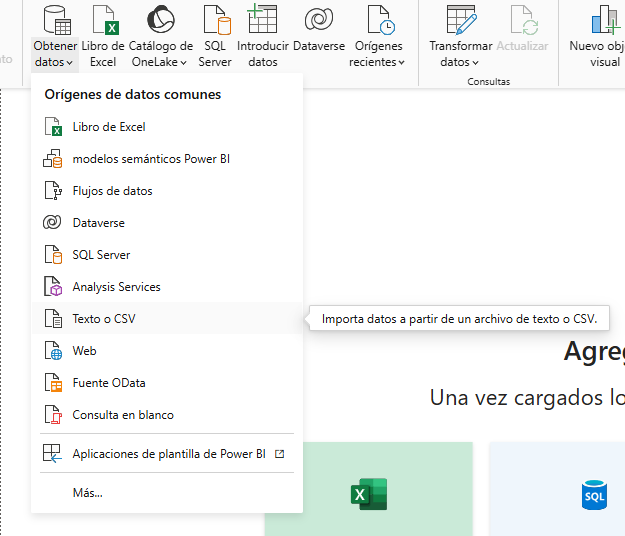 Obtener datos
Libro de Excel
Catálogo de OneLake
SQL Server
Introducir datos
Dataverse
Orígenes recientes
Transformar datos
Actualizar
Nuevo obj
visual
Consultas
Orígenes de datos comunes
Libro de Excel
modelos semánticos Power BI
Flujos de datos
Dataverse
SQL Server
Analysis Services
Texto o CSV
Importa datos a partir de un archivo de texto o CSV.
Web
Agreg
Fuente OData
Una vez cargados lo
Consulta en blanco
Aplicaciones de plantilla de Power BI
SQL
Más...